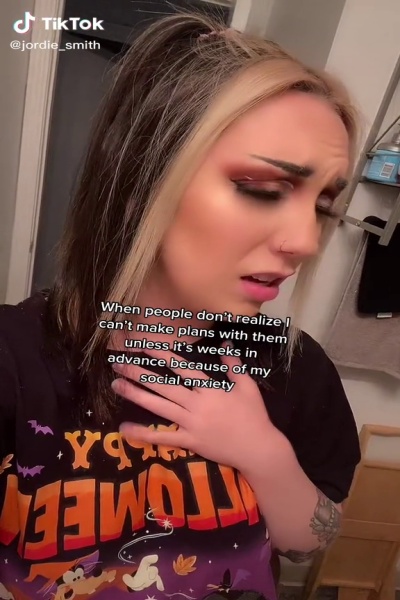 TikTok
@jordie_smith
When people don't realize I
can't make plans with them
unless it's weeks in
advance because of my
social anxiety
HAPPY
HALLOWEEN